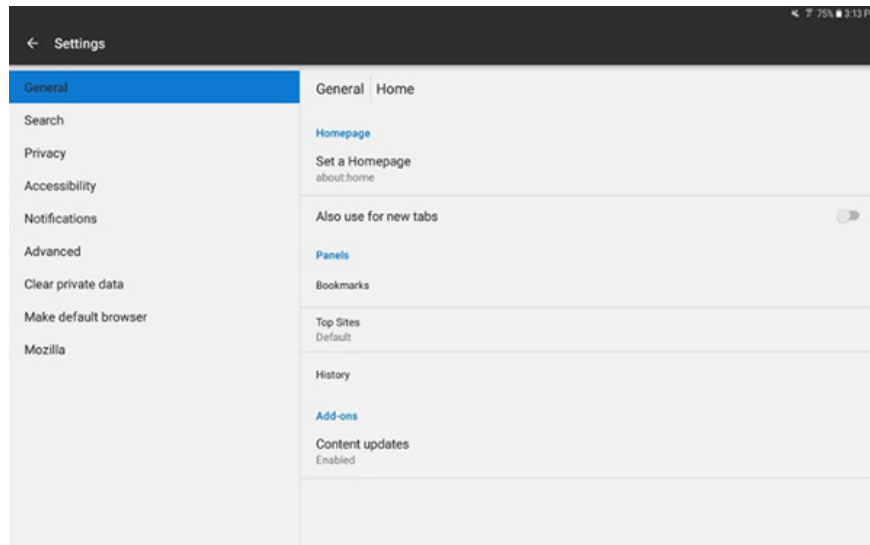 75% 3:13 P
Settings
General
Search
Privacy
Accessibility
Notifications
Advanced
Clear private data
Make default browser
Mozilla
General Home
Homepage
Set a Homepage
about:home
Also use for new tabs
Panels
Bookmarks
Top Sites
Default
History
Add-ons
Content updates
Enabled